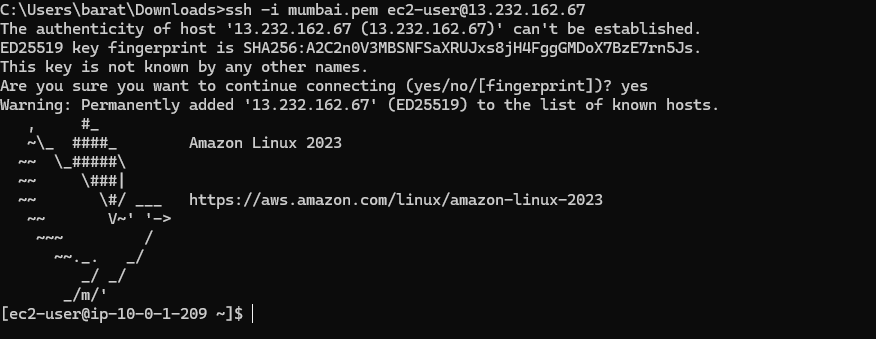 C:\Users\barat\Downloads>ssh -i mumbai.pem ec2-user@13.232.162.67
The authenticity of host '13.232.162.67 (13.232.162.67)' can't be established.
ED25519 key fingerprint is SHA256:A2C2n0V3MBSNFSaXRUJxs8jH4FggGMDoX7BzE7rn5Js.
This key is not known by any other names.
Are you sure you want to continue connecting (yes/no/[fingerprint])? yes
Warning: Permanently added '13.232.162.67' (ED25519) to the list of known hosts.
   ,     #_
   ~\_  ####_        Amazon Linux 2023
  ~~  \_#####\
  ~~     \###|
  ~~       \#/ ___   https://aws.amazon.com/linux/amazon-linux-2023
   ~~       V~' '->
    ~~~         /
      ~~._.   _/
         _/ _/
       _/m/'
[ec2-user@ip-10-0-1-209 ~]$